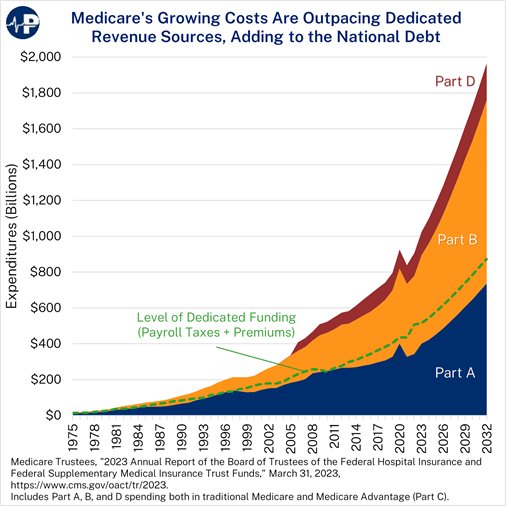 P
Medicare's Growing Costs Are Outpacing Dedicated
Revenue Sources, Adding to the National Debt
Expenditures (Billions)
$2,000
$1,800
$1,600
$1,400
$1,200
$1,000
$800
$600
$400
$200
$0
Part D
Part B
Level of Dedicated Funding
(Payroll Taxes + Premiums)
Part A
1975
1978
1981
1984
1987
1990
1993
1996
1999
2002
2005
2008
2011
2014
2017
2020
2023
2026
2029
2032
Medicare Trustees, "2023 Annual Report of the Board of Trustees of the Federal Hospital Insurance and
Federal Supplementary Medical Insurance Trust Funds," March 31, 2023,
https://www.cms.gov/oact/tr/2023.
Includes Part A, B, and D spending both in traditional Medicare and Medicare Advantage (Part C).